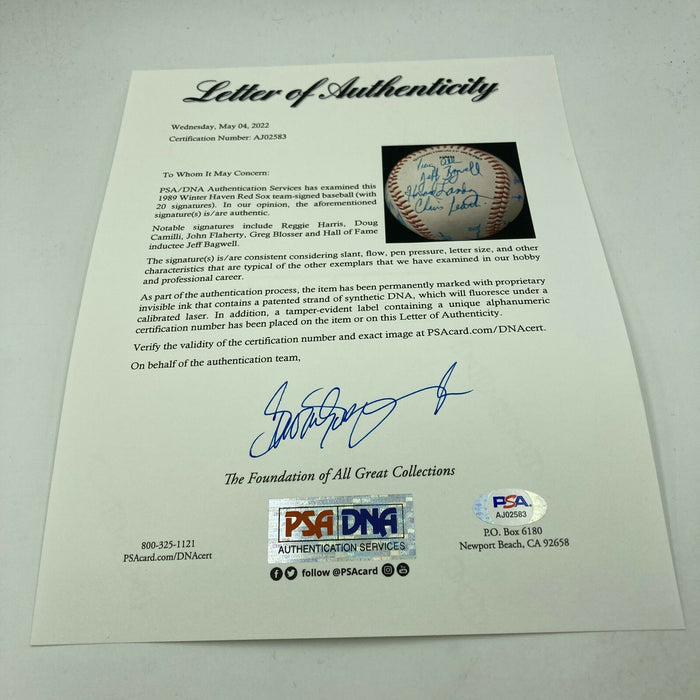 Letter of Authenticity
Wednesday, May 04, 2022
Certification Number: AJ02583
To Whom It May Concern:
PSA/DNA Authentication Services has examined this
1989 Winter Haven Red Sox team-signed baseball (with
20 signatures). In our opinion, the aforementioned
signature(s) is/are authentic.
Notable signatures include Reggie Harris, Doug
Camilli, John Flaherty, Greg Blosser and Hall of Fame
inductee Jeff Bagwell.
The signature(s) is/are consistent considering slant, flow, pen pressure, letter size, and other
characteristics that are typical of the other exemplars that we have examined in our hobby
and professional career.
As part of the authentication process, the item has been permanently marked with proprietary
invisible ink that contains a patented strand of synthetic DNA, which will fluoresce under a
calibrated laser. In addition, a tamper-evident label containing a unique alphanumeric
certification number has been placed on the item or on this Letter of Authenticity.
Verify the validity of the certification number and exact image at PSAcard.com/DNAcert.
On behalf of the authentication team,
The Foundation of All Great Collections
PSA DNA
AUTHENTICATION SERVICES
800-325-1121
PSAcard.com/DNAcert
follow @PSAcard
PSA
AJ02583
P.O. Box 6180
Newport Beach, CA 92658
Jeff Bagwell
Chris